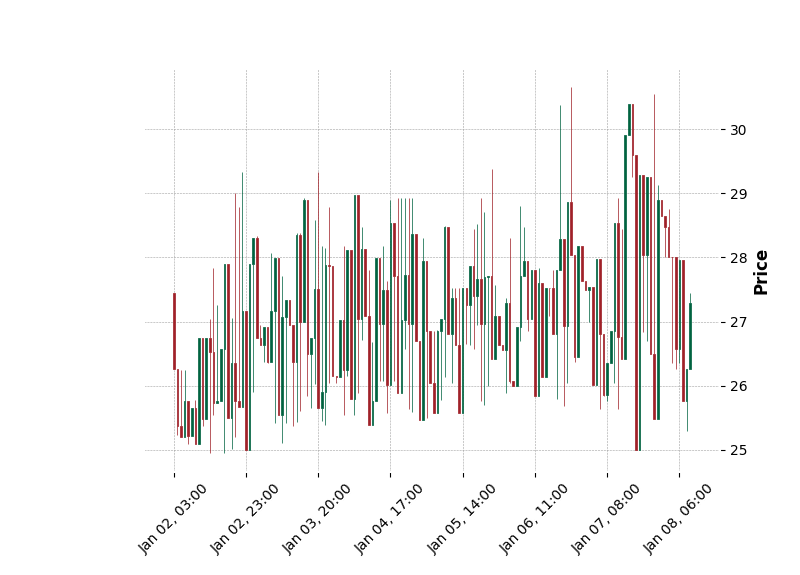 30
29
28
27
26
25
Price
Jan 02, 03:00
Jan 02, 23:00
Jan 03, 20:00
Jan 04, 17:00
Jan 05, 14:00
Jan 06, 11:00
Jan 07, 08:00
Jan 08, 06:00